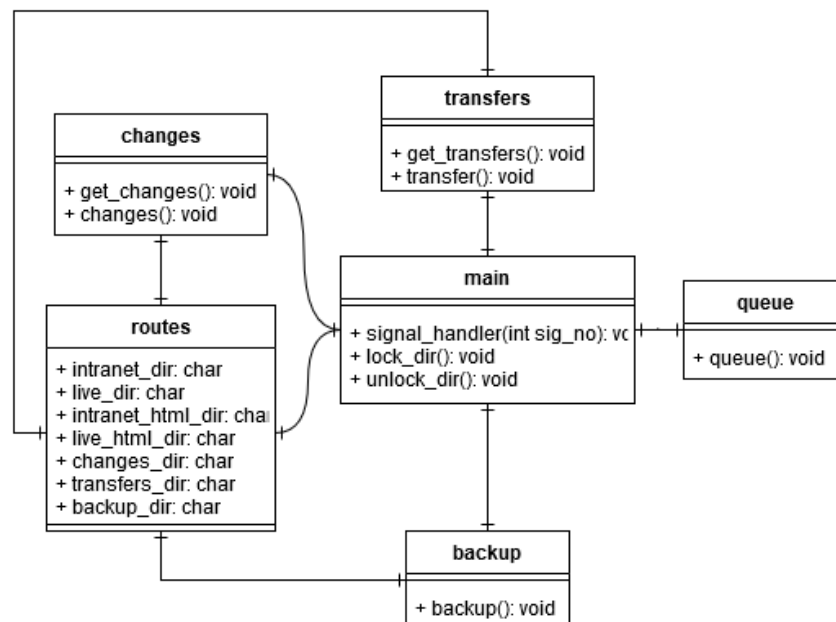 transfers
+ get_transfers(): void
+ transfer(): void
changes
+ get_changes(): void
+ changes(): void
main
+ signal_handler(int sig_no): vo
+ lock_dir(): void
+ unlock_dir(): void
queue
+ queue(): void
routes
+ intranet_dir: char
+ live_dir: char
+ intranet_html_dir: char
+ live_html_dir: char
+ changes_dir: char
+ transfers_dir: char
+ backup_dir: char
backup
+ backup(): void